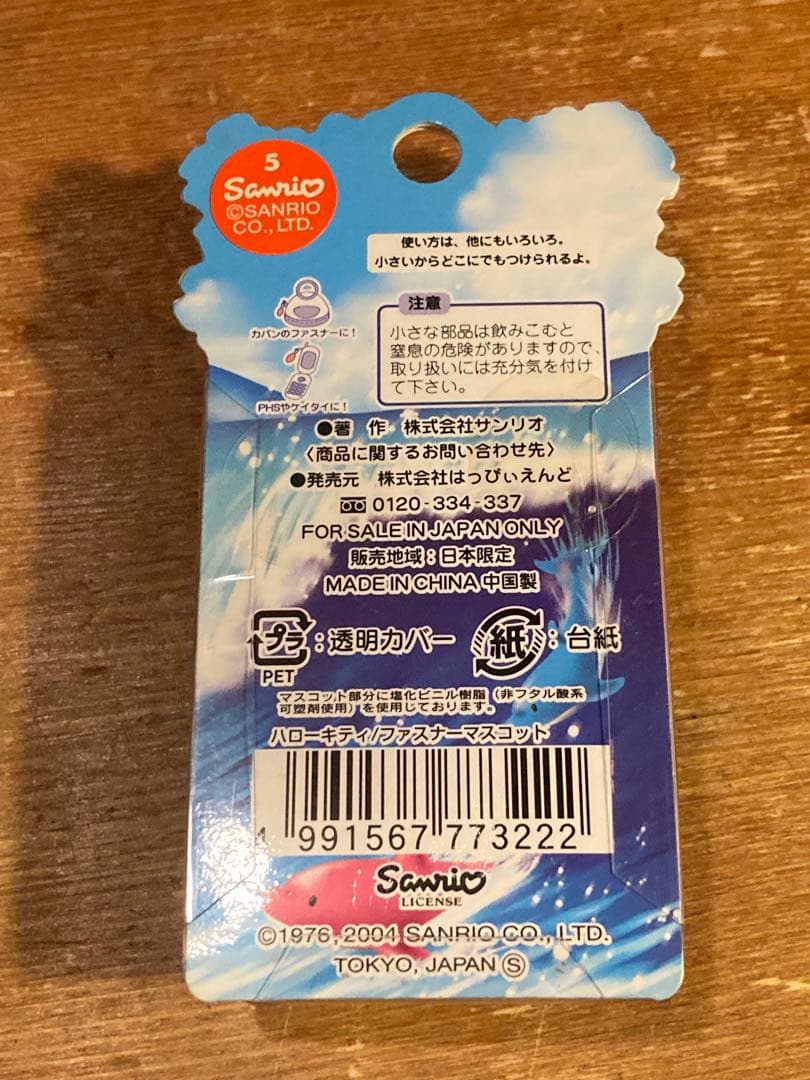 5
Sanrio
©SANRIO
CO., LTD.
使い方は、他にもいろいろ。
小さいからどこにでもつけられるよ。
カバンのファスナーに!
PHSやケイタイに!
注意
小さな部品は飲みこむと
窒息の危険がありますので、
取り扱いには充分気を付け
て下さい。
●著 作 株式会社サンリオ
〈商品に関するお問い合わせ先〉
●発売元 株式会社はっぴぃえんど
0120-334-337
FOR SALE IN JAPAN ONLY
販売地域:日本限定
MADE IN CHINA 中国製
プラ:透明カバー
PET
紙:台紙
マスコット部分に塩化ビニル樹脂(非フタル酸系
可塑剤使用)を使用しております。
ハローキティ/ファスナーマスコット
4 991567 773222
Sanrio
LICENSE
©1976, 2004 SANRIO CO., LTD.
TOKYO, JAPAN Ⓢ